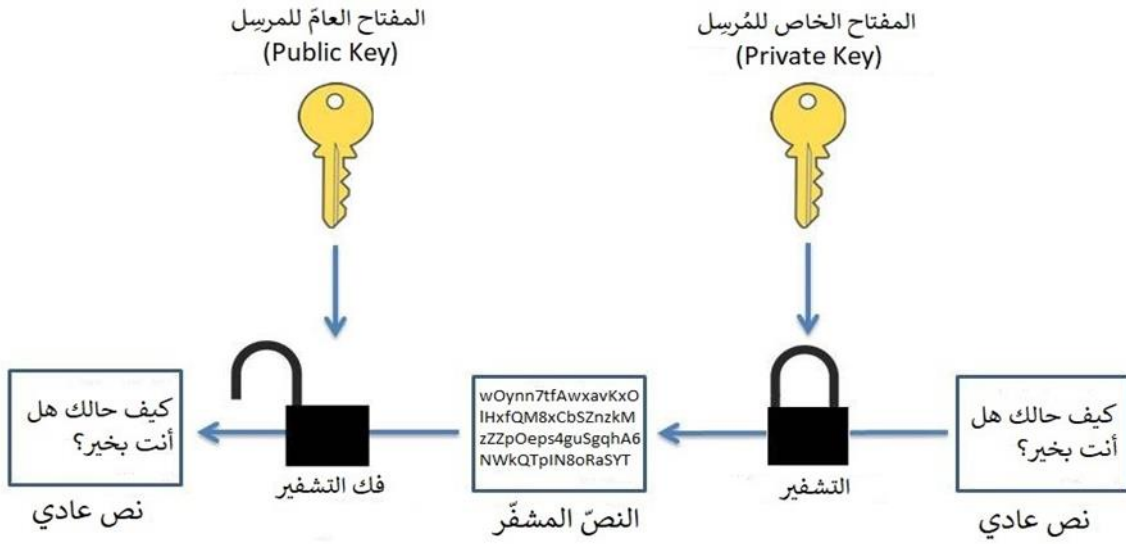 المفتاح الخاص للمُرسِل
(Private Key)
المفتاح العامّ للمرسِل
(Public Key)
كيف حالك هل
أنت بخير؟
نص عادي
التشفير
wOynn7tfAwxavKxO
lHxfQM8xCbSZnzkM
zZZpOeps4guSgqhA6
NWkQTpIN8oRaSYT
النصّ المشفّر
فك التشفير
كيف حالك هل
أنت بخير؟
نص عادي